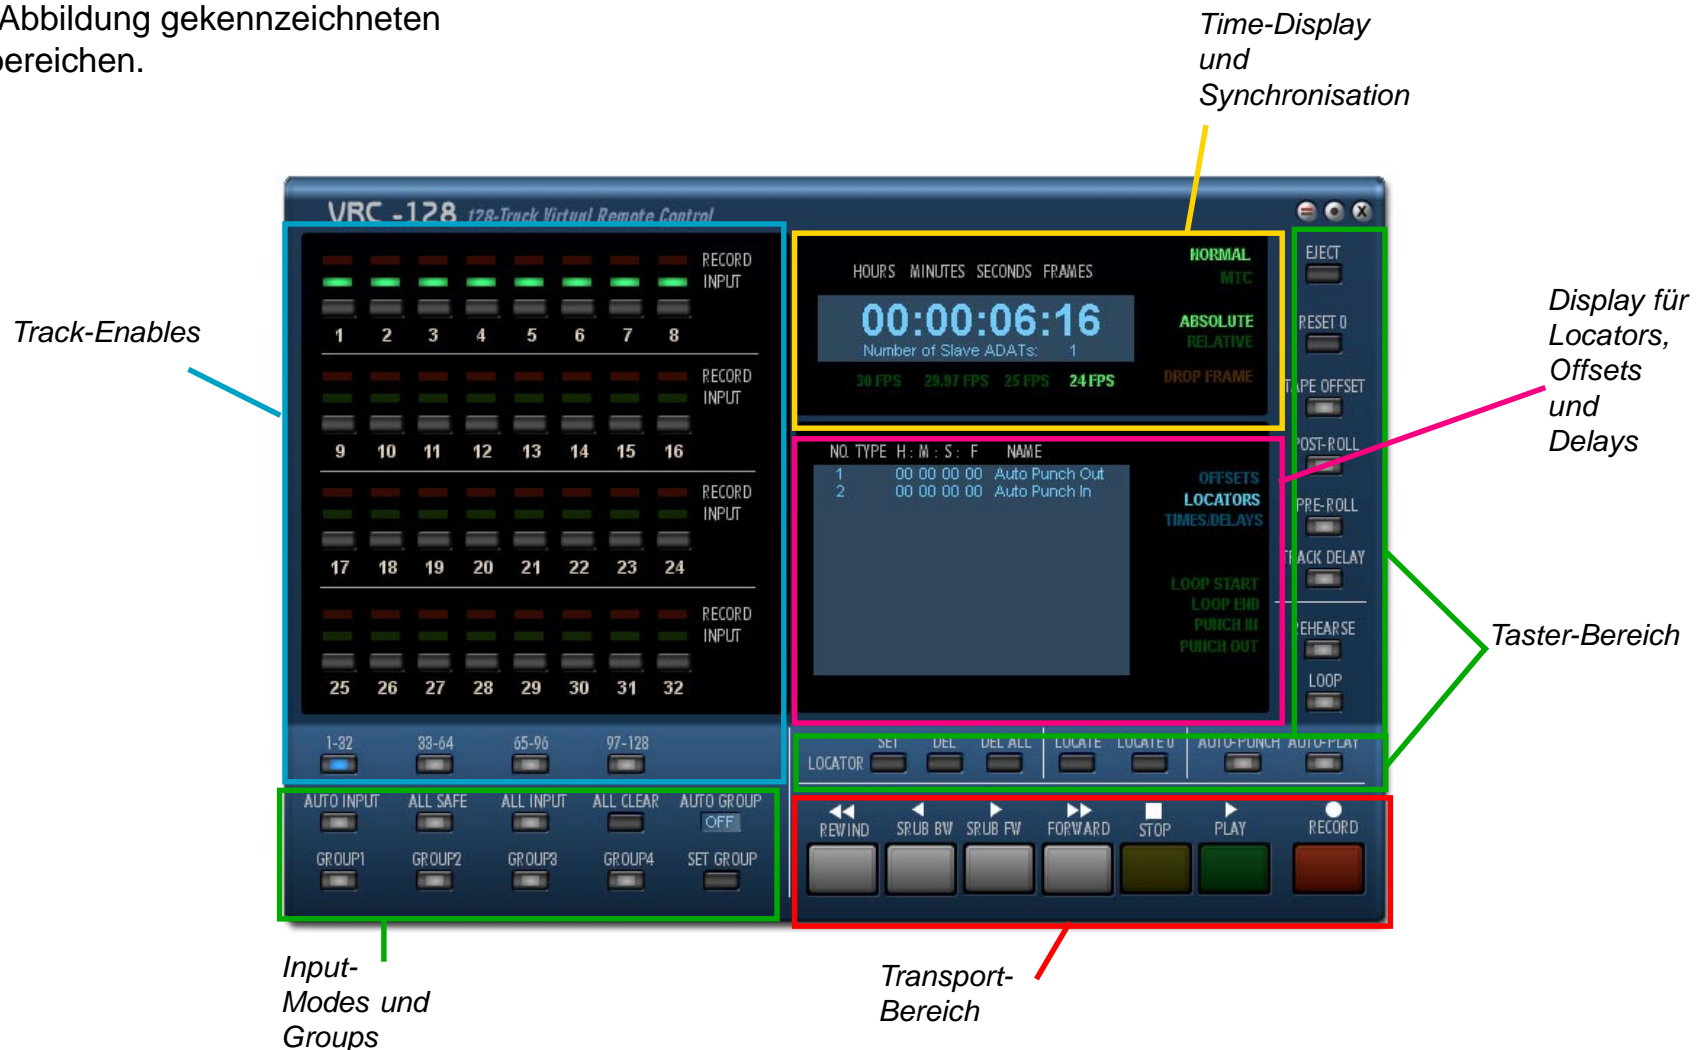 Abbildung gekennzeichneten
bereichen.
Time-Display
und
Synchronisation
VRC -128 128-Track Virtual Remote Control
RECORD
INPUT
1 2 3 4 5 6 7 8
RECORD
INPUT
9 10 11 12 13 14 15 16
RECORD
INPUT
17 18 19 20 21 22 23 24
RECORD
INPUT
25 26 27 28 29 30 31 32
1-32 33-64 65-96 97-128
Track-Enables
HOURS MINUTES SECONDS FRAMES
00:00:06:16
Number of Slave ADATs: 1
30 FPS 29.97 FPS 25 FPS 24 FPS
NORMAL
MTC
ABSOLUTE
RELATIVE
DROP FRAME
NO. TYPE H : M : S : F NAME
1 00 00 00 00 Auto Punch Out
2 00 00 00 00 Auto Punch In
OFFSETS
LOCATORS
TIMES/DELAYS
LOOP START
LOOP END
PUNCH IN
PUNCH OUT
EJECT
RESET 0
TAPE OFFSET
POST-ROLL
PRE-ROLL
TRACK DELAY
REHEARSE
LOOP
Display für
Locators,
Offsets
und
Delays
Taster-Bereich
LOCATOR SET DEL DEL ALL LOCATE LOCATE 0 AUTO-PUNCH AUTO-PLAY
AUTO INPUT ALL SAFE ALL INPUT ALL CLEAR AUTO GROUP
OFF
GROUP1 GROUP2 GROUP3 GROUP4 SET GROUP
REWIND SRUB BW SRUB FW FORWARD STOP PLAY RECORD
Input-
Modes und
Groups
Transport-
Bereich